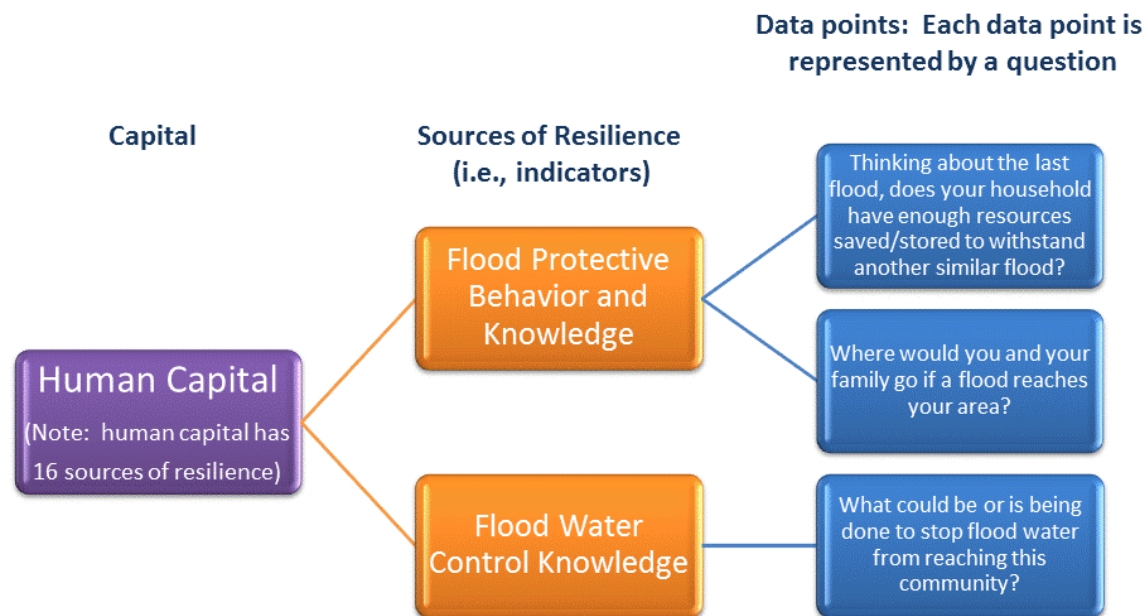 Data points:  Each data point is
represented by a question
Capital
Sources of Resilience
(i.e., indicators)
Thinking about the last
flood, does your household
have enough resources
saved/stored to withstand
another similar flood?
Flood Protective
Behavior and
Knowledge
Where would you and your
family go if a flood reaches
your area?
Human Capital
(Note:  human capital has
16 sources of resilience)
Flood Water
Control Knowledge
What could be or is being
done to stop flood water
from reaching this
community?